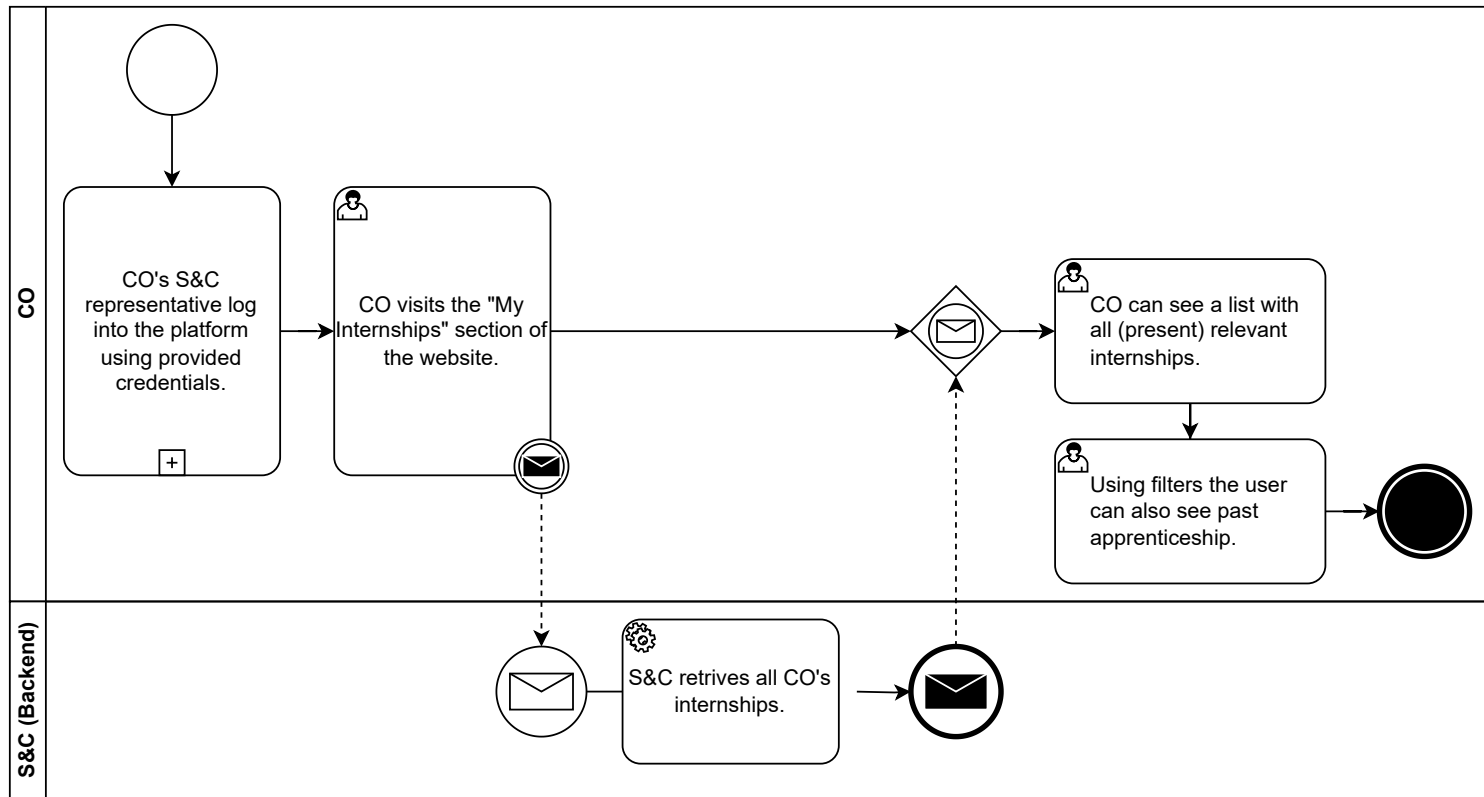 CO
CO's S&C
representative log
into the platform
using provided
credentials.
CO visits the "My
Internships" section of
the website.
CO can see a list with
all (present) relevant
internships.
Using filters the user
can also see past
apprenticeship.
S&C (Backend)
S&C retrives all CO's
internships.